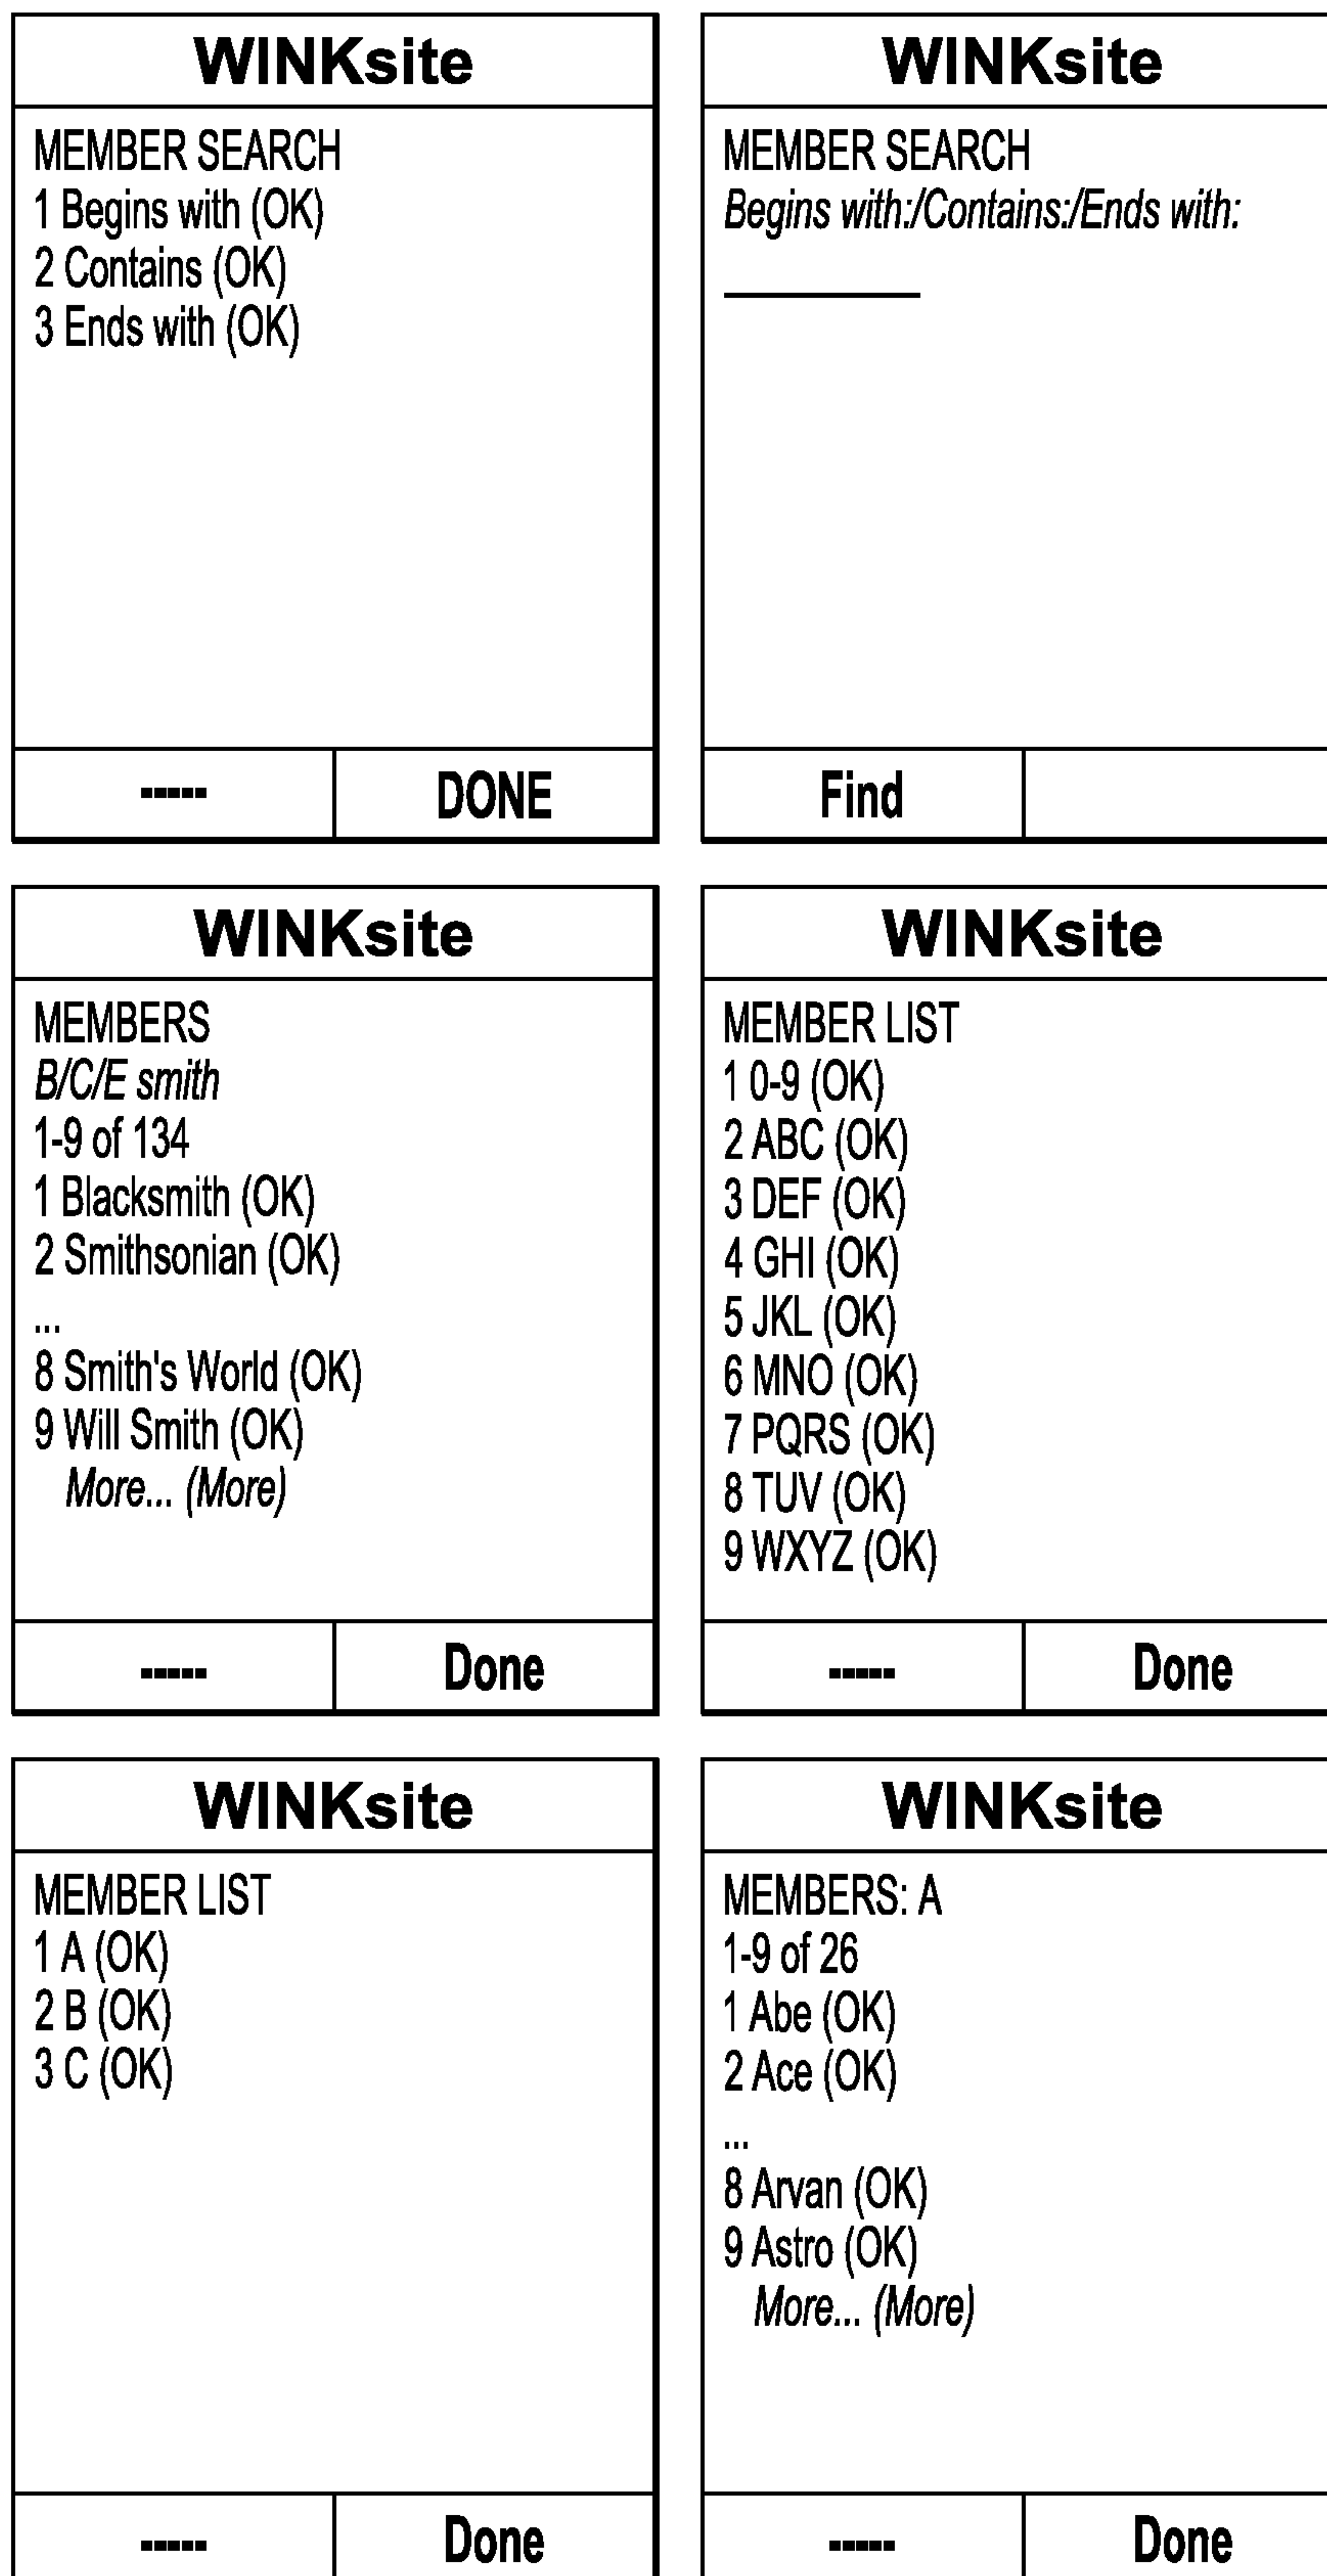 WINKsite
MEMBER SEARCH
1 Begins with (OK)
2 Contains (OK)
3 Ends with (OK)
-----
DONE
WINKsite
MEMBER SEARCH
Begins with:/Contains:/Ends with:
__________
Find
WINKsite
MEMBERS
B/C/E smith
1-9 of 134
1 Blacksmith (OK)
2 Smithsonian (OK)
...
8 Smith's World (OK)
9 Will Smith (OK)
More... (More)
-----
Done
WINKsite
MEMBER LIST
1 0-9 (OK)
2 ABC (OK)
3 DEF (OK)
4 GHI (OK)
5 JKL (OK)
6 MNO (OK)
7 PQRS (OK)
8 TUV (OK)
9 WXYZ (OK)
-----
Done
WINKsite
MEMBER LIST
1 A (OK)
2 B (OK)
3 C (OK)
-----
Done
WINKsite
MEMBERS: A
1-9 of 26
1 Abe (OK)
2 Ace (OK)
...
8 Arvan (OK)
9 Astro (OK)
More... (More)
-----
Done